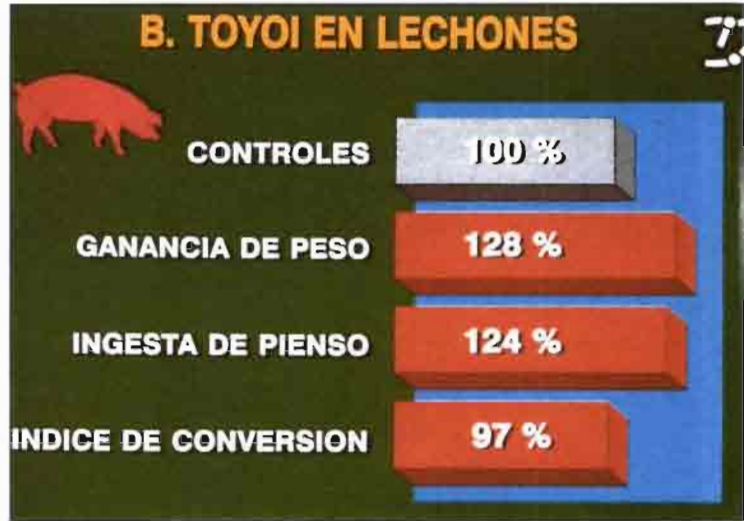 B. TOYOI EN LECHONES
CONTROLES 100 %
GANANCIA DE PESO 128 %
INGESTA DE PIENSO 124 %
INDICE DE CONVERSION 97 %